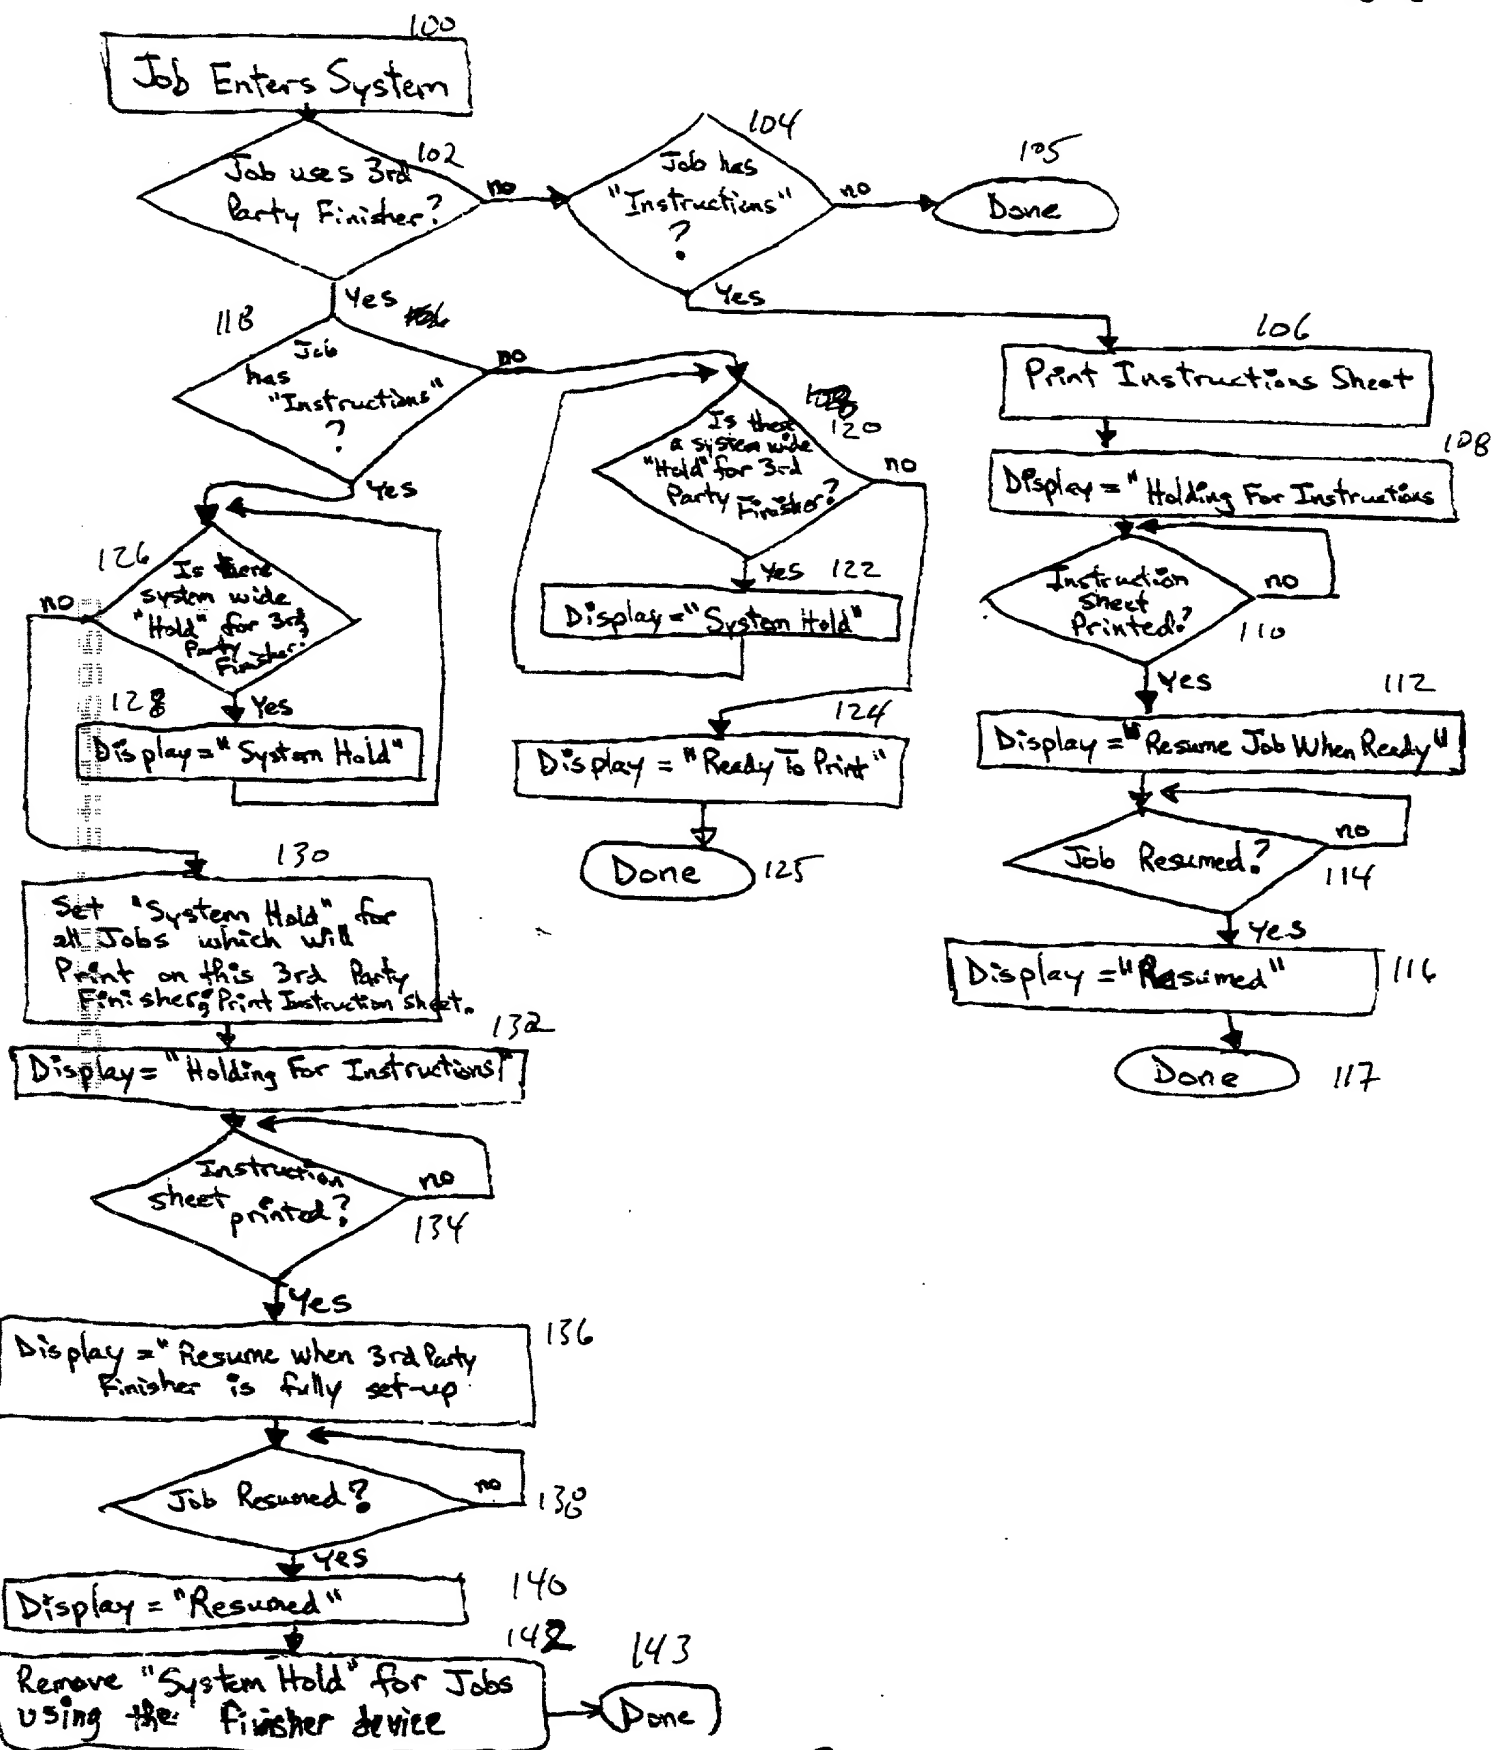 100
Job Enters System
102
Job uses 3rd
Party Finisher?
no
Yes
104
Job has
"Instructions"
?
no
Yes
105
Done
118
Job
has
"Instructions"
?
no
Yes
106
Print Instructions Sheet
108
Display = "Holding For Instructions
Instruction
sheet
Printed?
no
110
Yes
112
Display = "Resume Job When Ready"
Job Resumed?
no
114
Yes
Display = "Resumed"
116
Done
117
120
Is there
a system wide
"Hold" for 3rd
Party
Finisher?
no
Yes
122
Display = "System Hold"
124
Display = "Ready To Print"
Done
125
126
Is there
system wide
"Hold" for 3rd
Party
Finisher?
no
Yes
128
Display = "System Hold"
130
Set "System Hold" for
all Jobs which will
Print on this 3rd Party
Finisher; Print Instruction sheet.
132
Display = "Holding For Instructions"
Instruction
sheet
printed?
no
134
Yes
136
Display = "Resume when 3rd Party
Finisher is fully set-up
Job Resumed?
no
138
Yes
140
Display = "Resumed"
142
Remove "System Hold" for Jobs
using the finisher device
143
Done